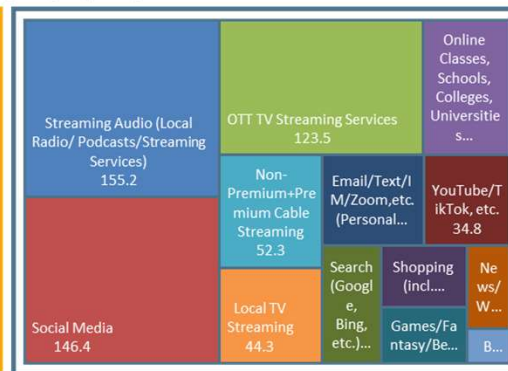 Streaming Audio (Local
Radio/ Podcasts/Streaming
Services)
155.2
Social Media
146.4
OTT TV Streaming Services
123.5
Non-
Premium+Pre
mium Cable
Streaming
52.3
Local TV
Streaming
44.3
Online
Classes,
Schools,
Colleges,
Universitie
s...
Email/Text/I
M/Zoom,etc.
(Personal...
YouTube/T
ikTok, etc.
34.8
Search
(Googl
e,
Bing,
etc.)...
Shopping
(incl....
Games/Fan
tasy/Be...
Ne
ws/
W...
B...